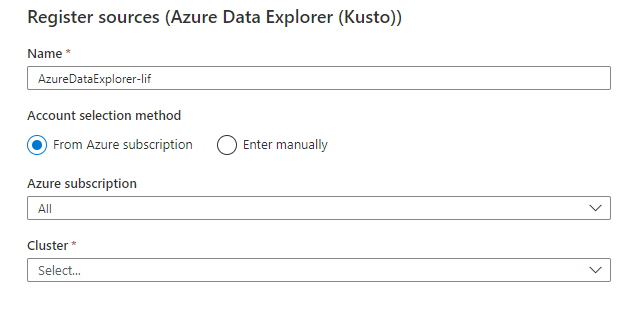 Register sources (Azure Data Explorer (Kusto))
Name *
AzureDataExplorer-lif
Account selection method
From Azure subscription Enter manually
Azure subscription
All
Cluster *
Select...